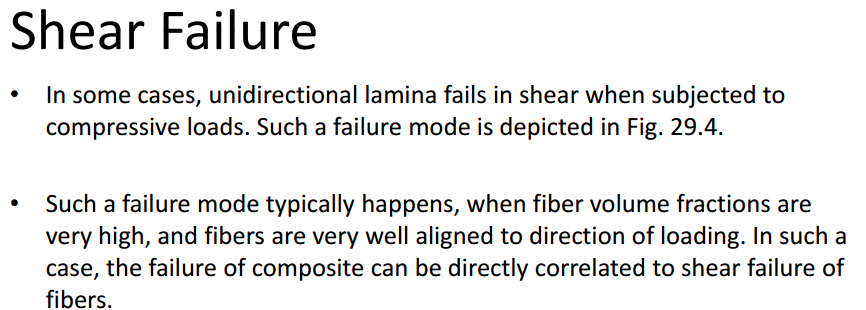 Shear Failure
• In some cases, unidirectional lamina fails in shear when subjected to
compressive loads. Such a failure mode is depicted in Fig. 29.4.
• Such a failure mode typically happens, when fiber volume fractions are
very high, and fibers are very well aligned to direction of loading. In such a
case, the failure of composite can be directly correlated to shear failure of
fibers.